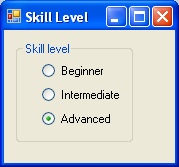 Skill Level
Skill level
Beginner
Intermediate
Advanced